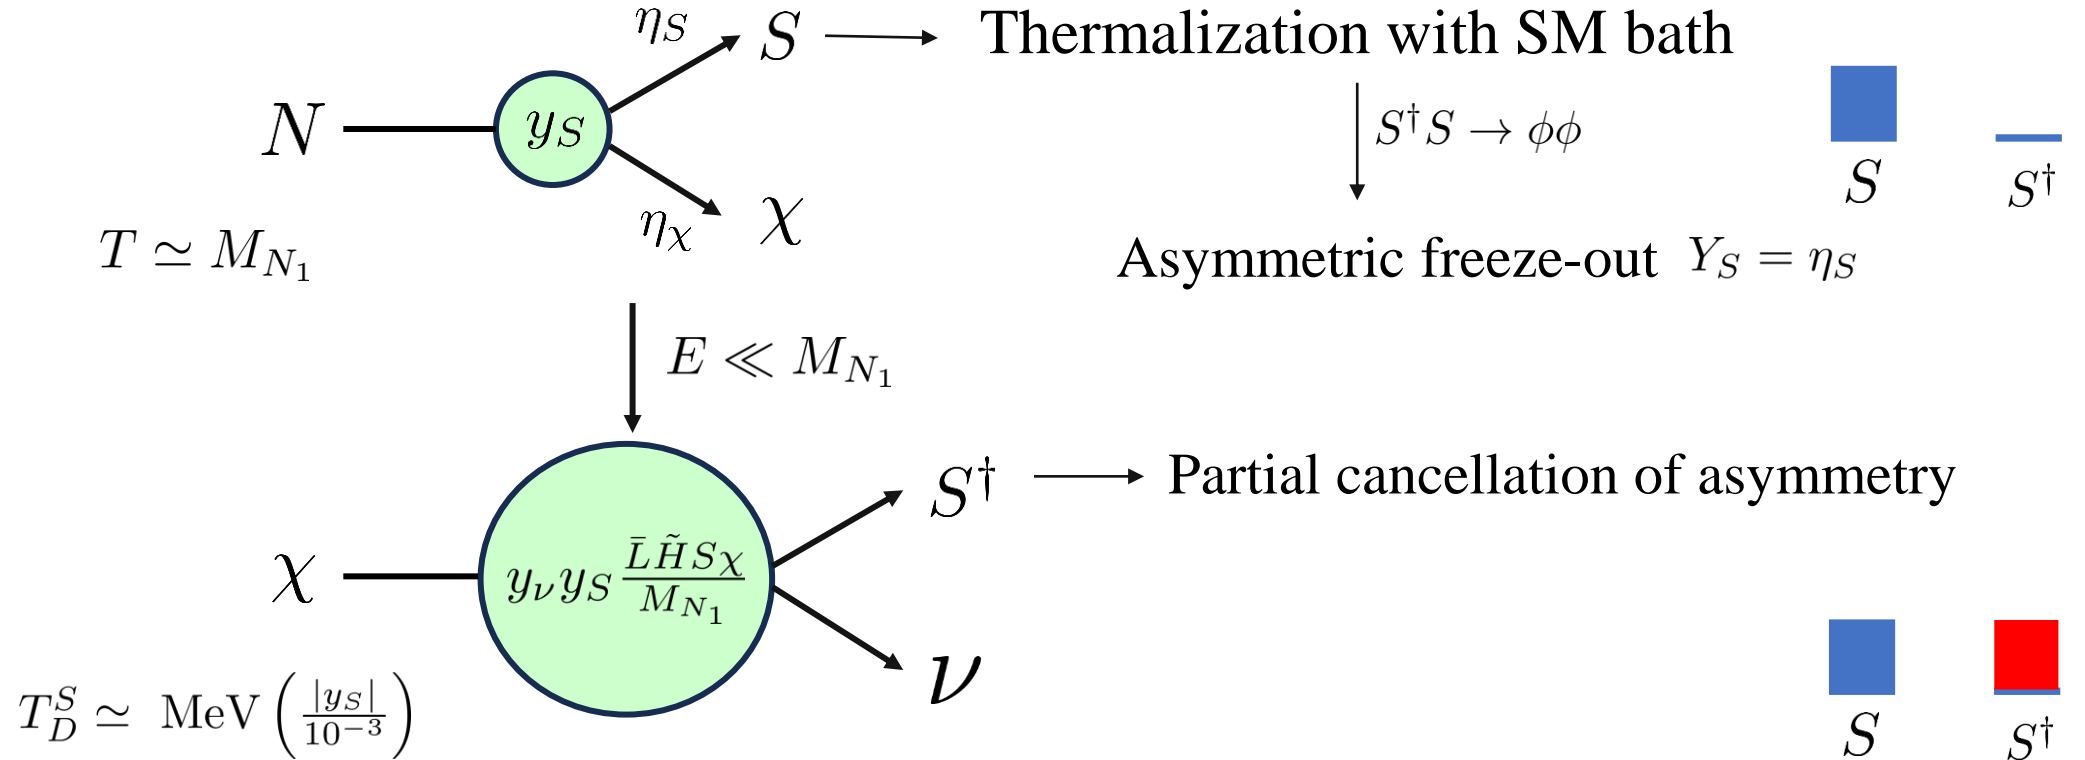 η_S
S
Thermalization with SM bath
N
y_S
S†S → φφ
S
S†
η_χ
χ
T ≃ M_{N_1}
Asymmetric freeze-out Y_S = η_S
E ≪ M_{N_1}
S†
Partial cancellation of asymmetry
χ
y_ν y_S \frac{\bar{L}\tilde{H}Sχ}{M_{N_1}}
ν
T_D^S ≃ MeV (\frac{|y_S|}{10^{-3}})
S
S†